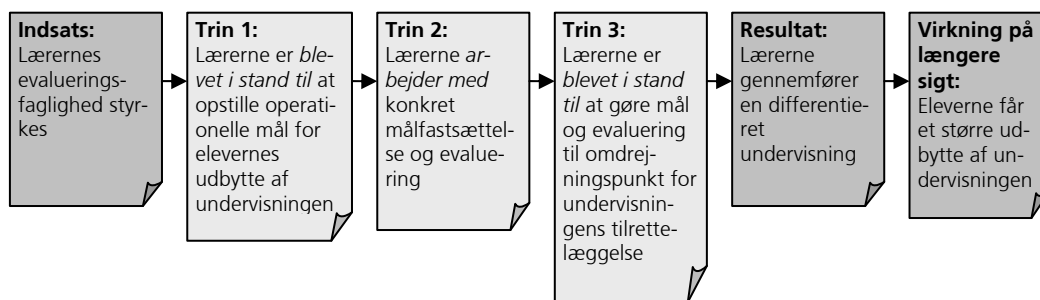 Indsats:
Lærernes
evaluerings-
faglighed styr-
kes
Trin 1:
Lærerne er ble-
vet i stand til at
opstille operati-
onelle mål for
elevernes
udbytte af
undervisningen
Trin 2:
Lærerne ar-
bejder med
konkret
målfastsættel-
se og evalue-
ring
Trin 3:
Lærerne er
blevet i stand
til at gøre mål
og evaluering
til omdrej-
ningspunkt for
undervisnin-
gens tilrette-
læggelse
Resultat:
Lærerne
gennemfører
en differentie-
ret
undervisning
Virkning på
længere
sigt:
Eleverne får
et større ud-
bytte af un-
dervisningen